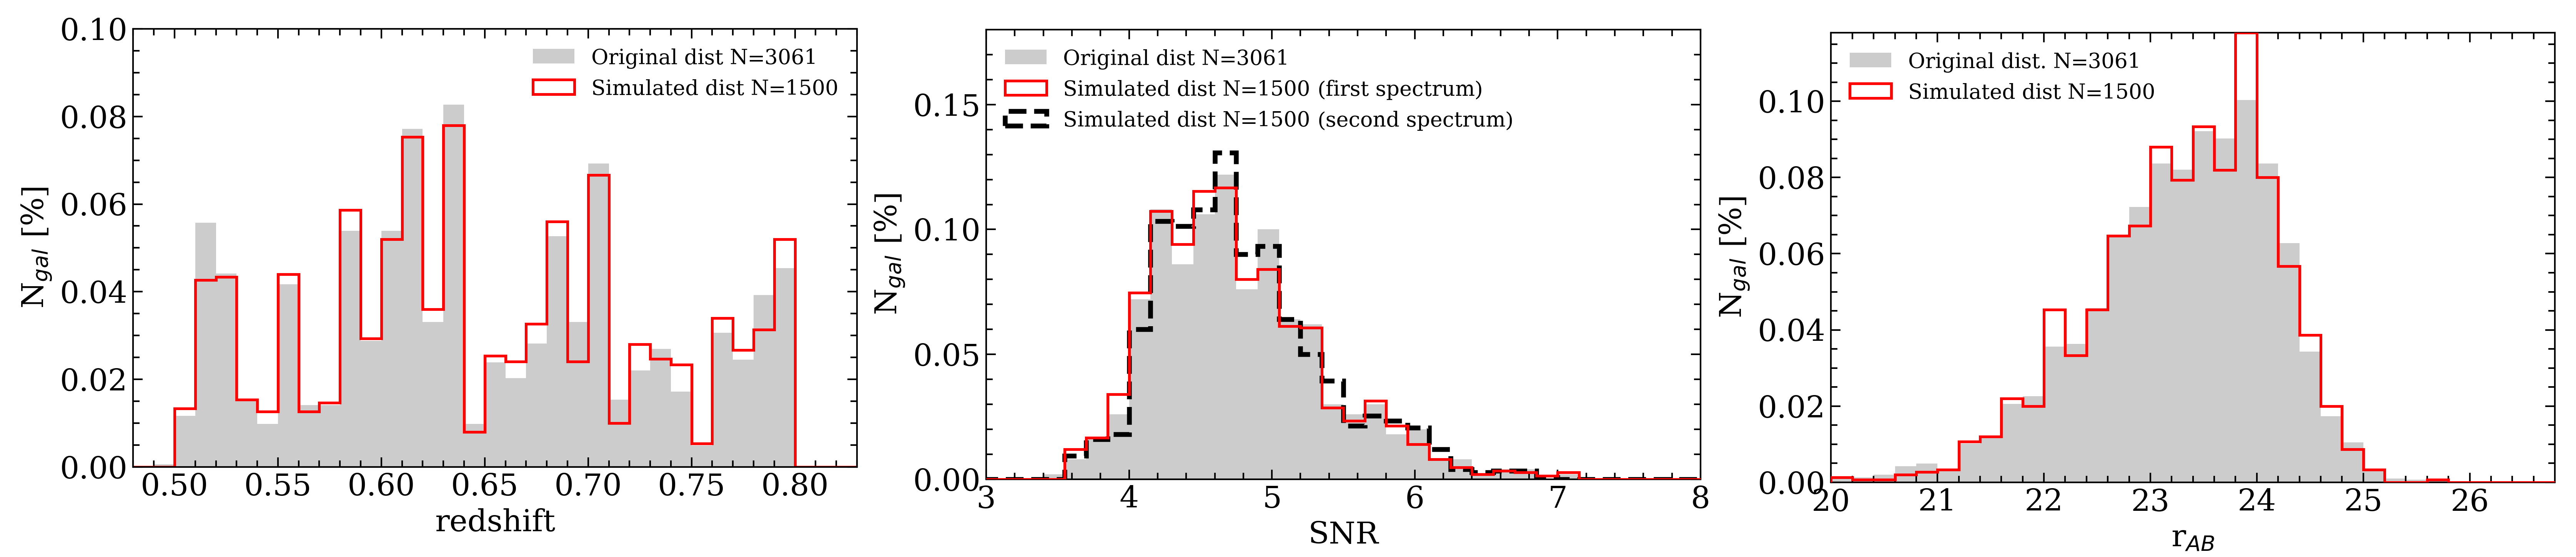 0.10
0.08
0.06
0.04
0.02
0.00
N_gal [%]
Original dist N=3061
Simulated dist N=1500
0.50 0.55 0.60 0.65 0.70 0.75 0.80
redshift
0.15
0.10
0.05
0.00
N_gal [%]
Original dist N=3061
Simulated dist N=1500 (first spectrum)
Simulated dist N=1500 (second spectrum)
3 4 5 6 7 8
SNR
0.10
0.08
0.06
0.04
0.02
0.00
N_gal [%]
Original dist. N=3061
Simulated dist N=1500
20 21 22 23 24 25 26
r_AB